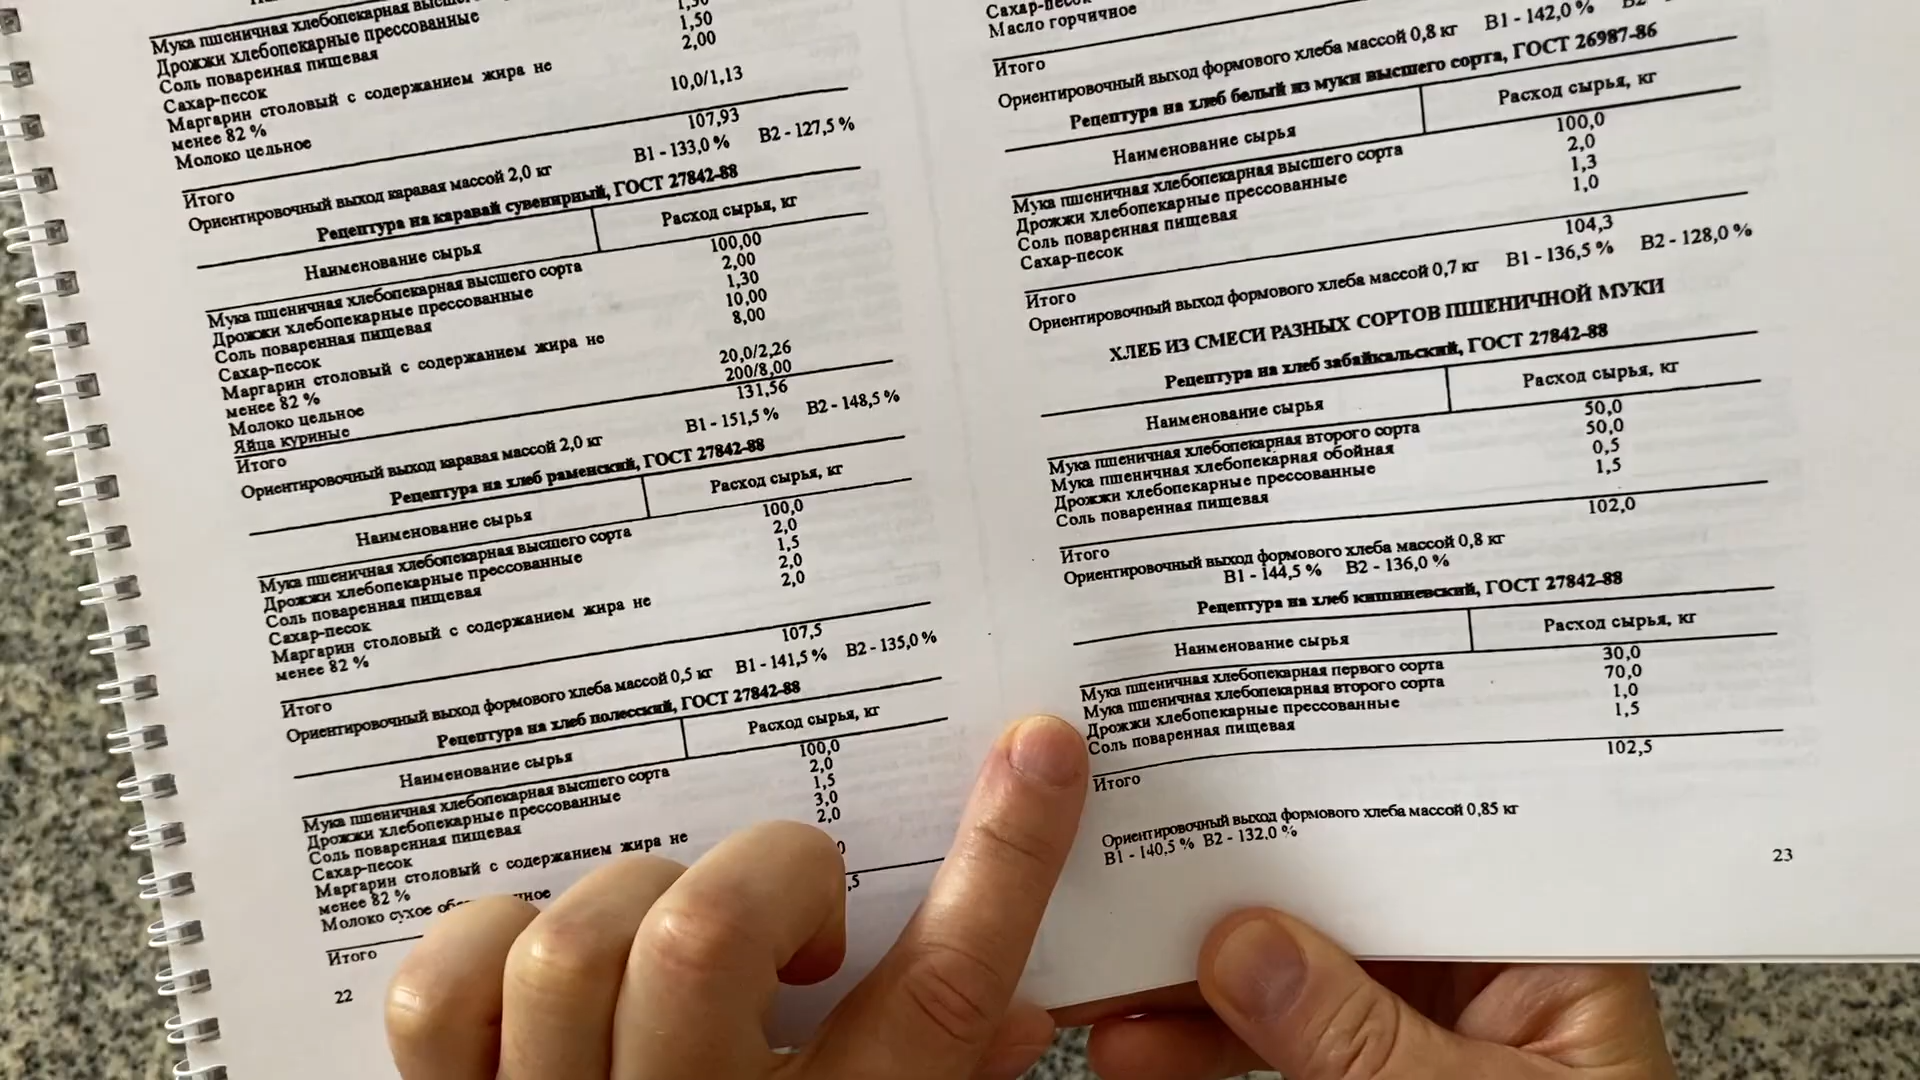 Мука пшеничная хлебопекарная
Дрожжи хлебопекарные прессованные
Соль поваренная пищевая 1,50
Сахар-песок 2,00
Маргарин столовый с содержанием жира не
менее 82 %
Молоко цельное 10,0/1,13
Итого 107,93
Ориентировочный выход каравая массой 2,0 кг В1 - 133,0 % В2 - 127,5 %
Рецептура на каравай сувенирный, ГОСТ 27842-88
Наименование сырья Расход сырья, кг
Мука пшеничная хлебопекарная высшего сорта 100,00
Дрожжи хлебопекарные прессованные 2,00
Соль поваренная пищевая 1,30
Сахар-песок 10,00
Маргарин столовый с содержанием жира не 8,00
менее 82 %
Молоко цельное 20,0/2,26
Яйца куриные 200/8,00
Итого 131,56
Ориентировочный выход каравая массой 2,0 кг В1 - 151,5 % В2 - 148,5 %
Рецептура на хлеб раменский, ГОСТ 27842-88
Наименование сырья Расход сырья, кг
Мука пшеничная хлебопекарная высшего сорта 100,0
Дрожжи хлебопекарные прессованные 2,0
Соль поваренная пищевая 1,5
Сахар-песок 2,0
Маргарин столовый с содержанием жира не 2,0
менее 82 %
Итого 107,5
Ориентировочный выход формового хлеба массой 0,5 кг В1 - 141,5 % В2 - 135,0 %
Рецептура на хлеб полесский, ГОСТ 27842-88
Наименование сырья Расход сырья, кг
Мука пшеничная хлебопекарная высшего сорта 100,0
Дрожжи хлебопекарные прессованные 2,0
Соль поваренная пищевая 1,5
Сахар-песок 3,0
Маргарин столовый с содержанием жира не 2,0
менее 82 %
Молоко сухое
Итого
22
Сахар-песок
Масло горчичное
Итого
Ориентировочный выход формового хлеба массой 0,8 кг В1 - 142,0 %
Рецептура на хлеб белый из муки высшего сорта, ГОСТ 26987-86
Наименование сырья Расход сырья, кг
Мука пшеничная хлебопекарная высшего сорта 100,0
Дрожжи хлебопекарные прессованные 2,0
Соль поваренная пищевая 1,3
Сахар-песок 1,0
Итого 104,3
Ориентировочный выход формового хлеба массой 0,7 кг В1 - 136,5 % В2 - 128,0 %
ХЛЕБ ИЗ СМЕСИ РАЗНЫХ СОРТОВ ПШЕНИЧНОЙ МУКИ
Рецептура на хлеб забайкальский, ГОСТ 27842-88
Наименование сырья Расход сырья, кг
Мука пшеничная хлебопекарная второго сорта 50,0
Мука пшеничная хлебопекарная обойная 50,0
Дрожжи хлебопекарные прессованные 0,5
Соль поваренная пищевая 1,5
Итого 102,0
Ориентировочный выход формового хлеба массой 0,8 кг
В1 - 144,5 % В2 - 136,0 %
Рецептура на хлеб кишиневский, ГОСТ 27842-88
Наименование сырья Расход сырья, кг
Мука пшеничная хлебопекарная первого сорта 30,0
Мука пшеничная хлебопекарная второго сорта 70,0
Дрожжи хлебопекарные прессованные 1,0
Соль поваренная пищевая 1,5
Итого 102,5
Ориентировочный выход формового хлеба массой 0,85 кг
В1 - 140,5 % В2 - 132,0 %
23